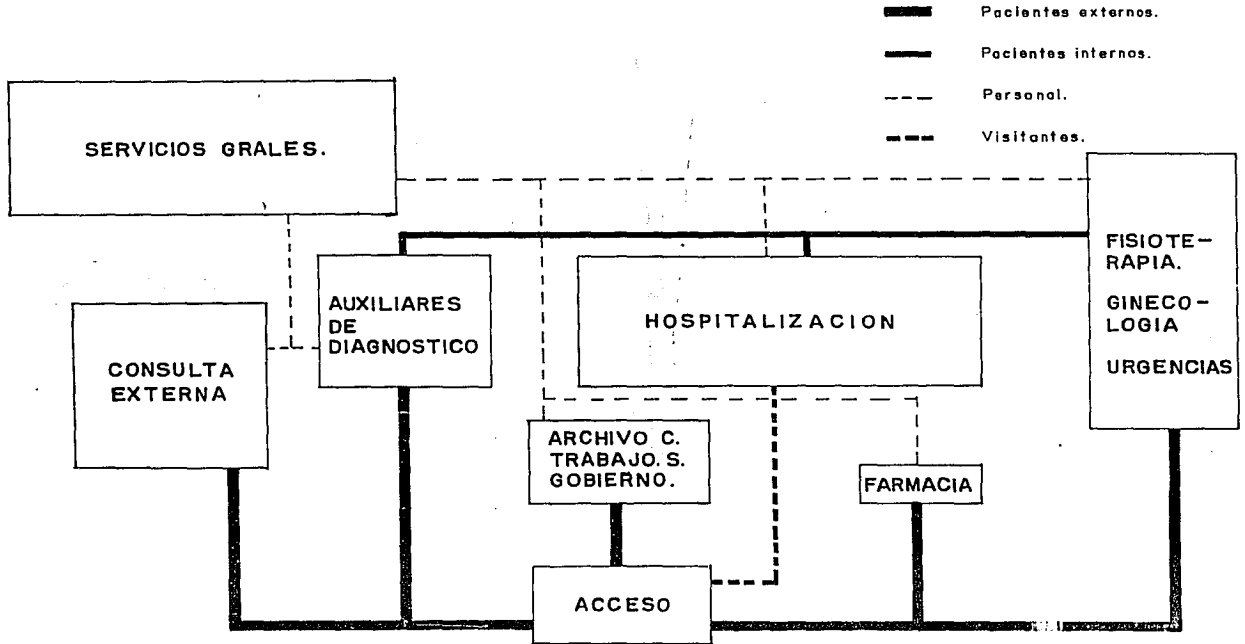 Pacientes externos.
Pacientes internos.
Personal.
Visitantes.
SERVICIOS GRALES.
FISIOTE-
RAPIA.
GINECO-
LOGIA
URGENCIAS
AUXILIARES
DE
DIAGNOSTICO
HOSPITALIZACION
CONSULTA
EXTERNA
ARCHIVO C.
TRABAJO. S.
GOBIERNO.
FARMACIA
ACCESO